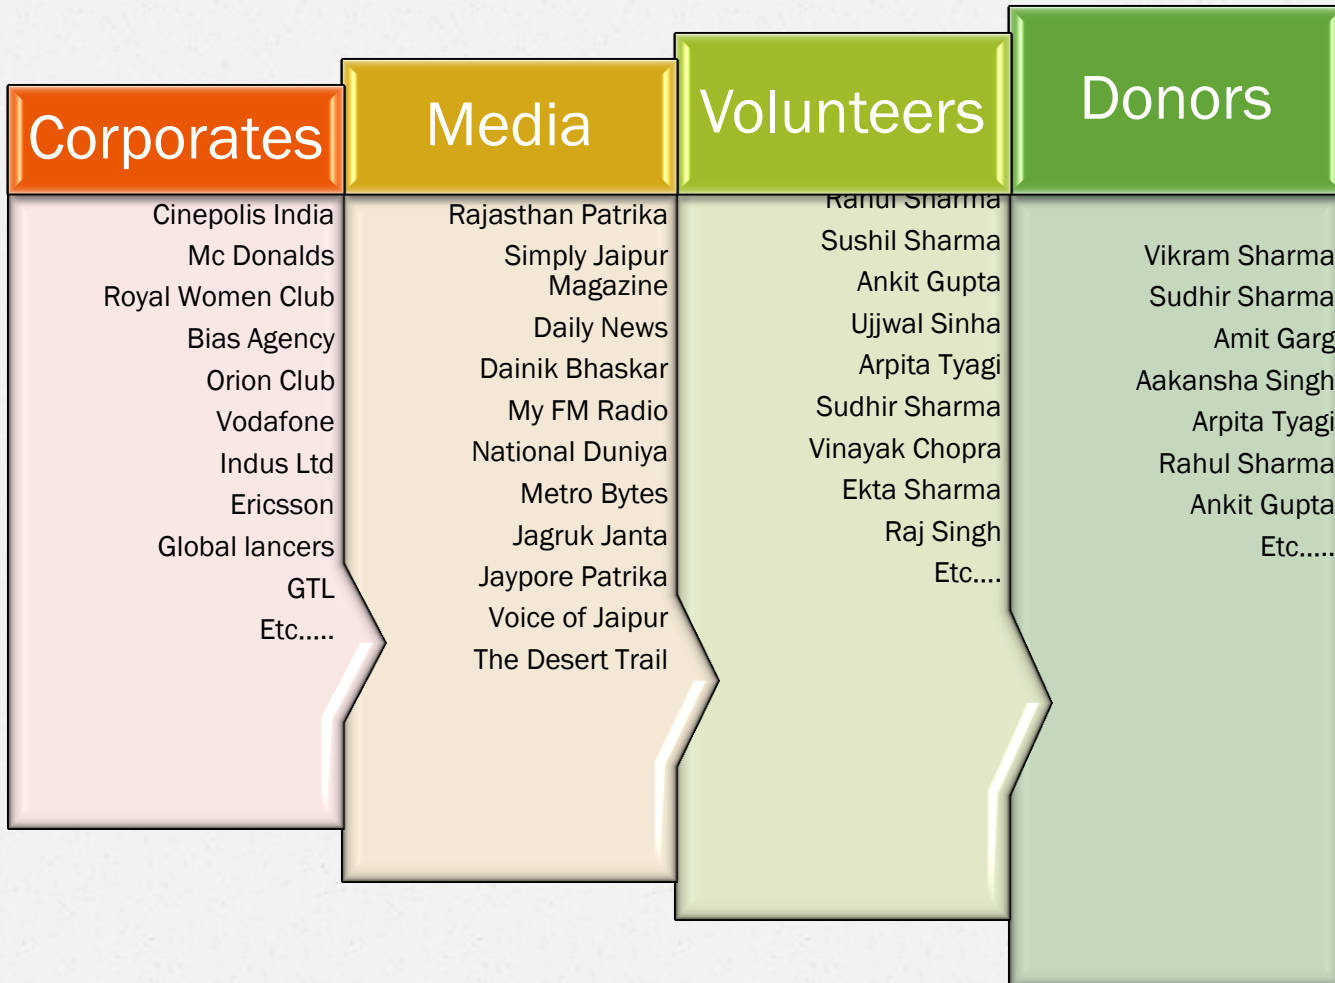 Corporates
Cinepolis India
Mc Donalds
Royal Women Club
Bias Agency
Orion Club
Vodafone
Indus Ltd
Ericsson
Global lancers
GTL
Etc.....
Media
Rajasthan Patrika
Simply Jaipur
Magazine
Daily News
Dainik Bhaskar
My FM Radio
National Duniya
Metro Bytes
Jagruk Janta
Jaypore Patrika
Voice of Jaipur
The Desert Trail
Volunteers
Rahul Sharma
Sushil Sharma
Ankit Gupta
Ujjwal Sinha
Arpita Tyagi
Sudhir Sharma
Vinayak Chopra
Ekta Sharma
Raj Singh
Etc....
Donors
Vikram Sharma
Sudhir Sharma
Amit Garg
Aakansha Singh
Arpita Tyagi
Rahul Sharma
Ankit Gupta
Etc.....